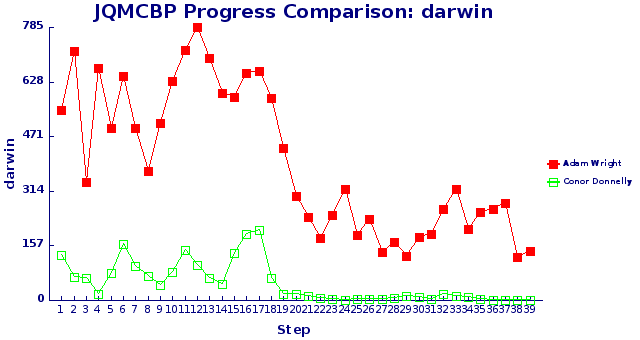 JQMCBP Progress Comparison: darwin
785
628
471
314
157
0
darwin
1 2 3 4 5 6 7 8 9 10 11 12 13 14 15 16 17 18 19 20 21 22 23 24 25 26 27 28 29 30 31 32 33 34 35 36 37 38 39
Step
Adam Wright
Conor Donnelly